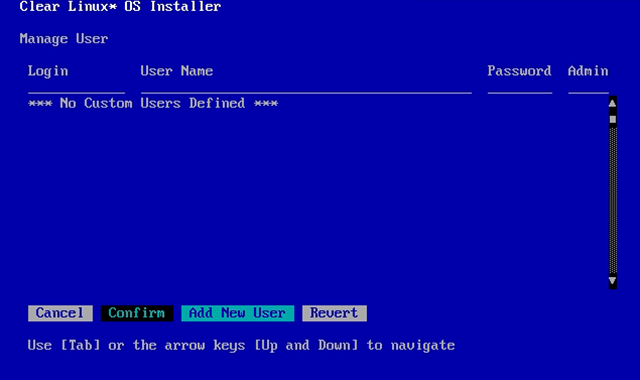 Clear Linux* OS Installer
Manage User
Login User Name Password Admin
*** No Custom Users Defined ***
Cancel Confirm Add New User Revert
Use [Tab] or the arrow keys [Up and Down] to navigate